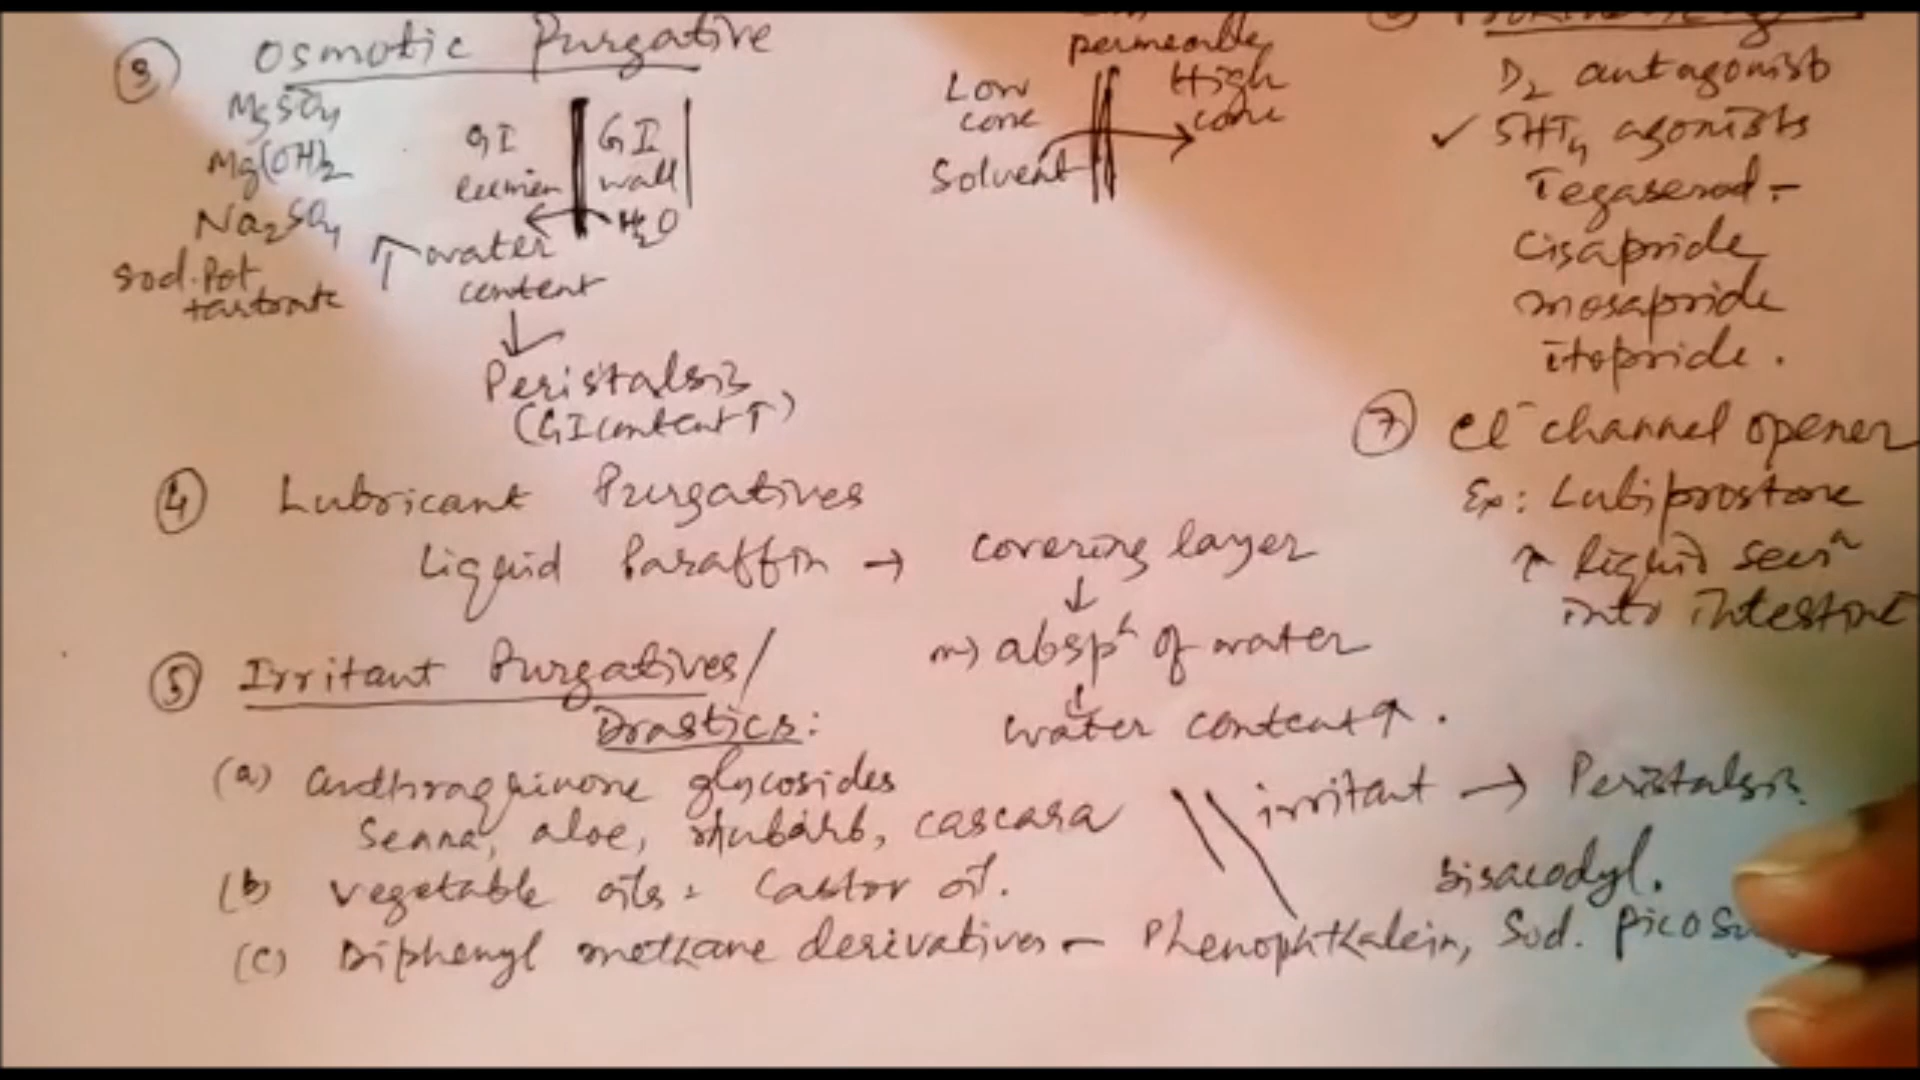 ③ Osmotic Purgative
MgSO4
Mg(OH)2
Na2SO4
Sod. Pot
tartrate
GI
lumen
GI
wall
H2O
↑ water
content
↓
Peristalsis
(GI content ↑)
permeable
Low
conc
High
conc
Solvent
④ Lubricant Purgatives
Liquid Paraffin → covering layer
↓
abspn of water
↓
water content ↑.
⑤ Irritant Purgatives/
Drastics:
(a) anthraquinone glycosides
Senna, aloe, rhubarb, cascara
(b) vegetable oils: Castor oil.
(c) Diphenyl methane derivatives - Phenophthalein, Sod. Picosu
irritant → Peristalsis.
Bisacodyl.
D2 antagonists
✓ 5HT4 agonists
Tegaserod -
Cisapride
mosapride
itopride.
⑦ Cl- channel opener
Ex: Lubiprostone
↑ liquid secrn
into intestine